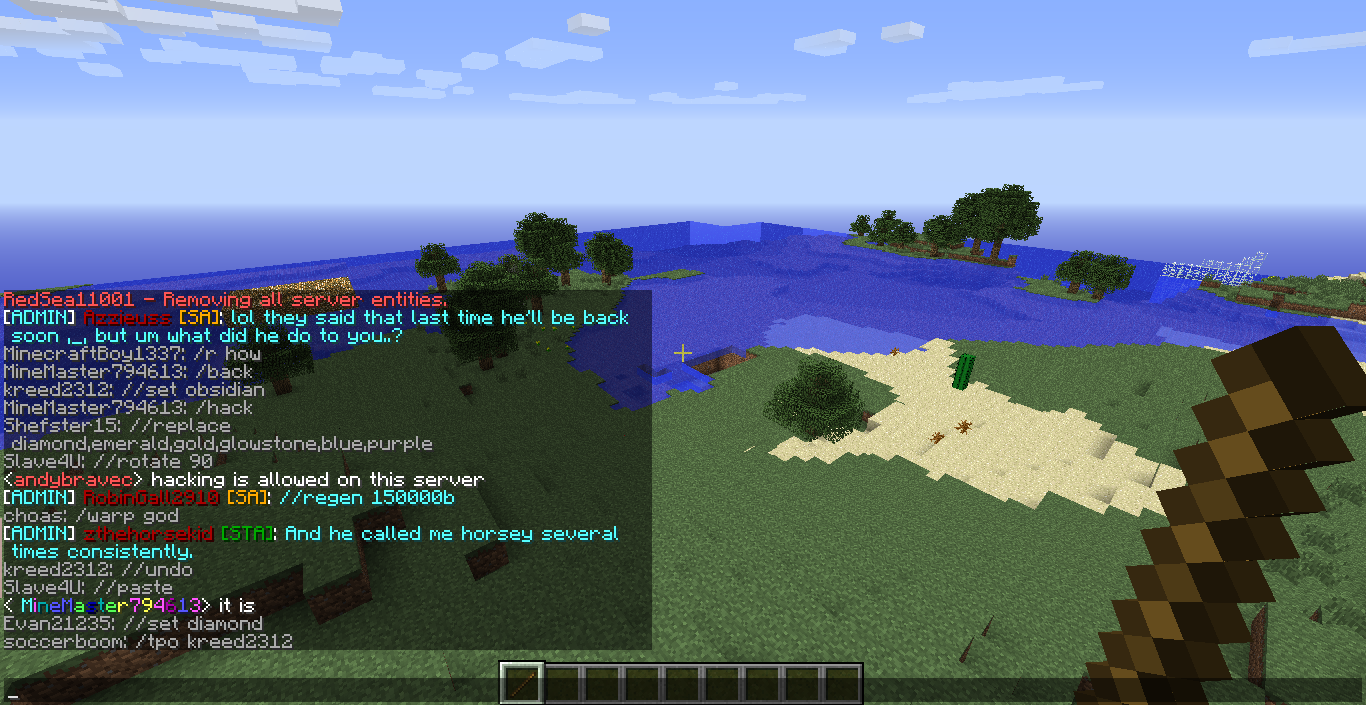 RedSea11001 - Removing all server entities.
[ADMIN] Azzieuss [SA]: lol they said that last time he'll be back
soon ._, but um what did he do to you..?
MinecraftBoy1337: /r how
MineMaster794613: /back
kreed2312: //set obsidian
MineMaster794613: /hack
Shefster15: //replace
diamond,emerald,gold,glowstone,blue,purple
Slave4U: //rotate 90
<andybravec> hacking is allowed on this server
[ADMIN] RobinGall2910 [SA]: //regen 150000b
choas: /warp god
[ADMIN] zthehorsekid [STA]: And he called me horsey several
times consistently.
kreed2312: //undo
Slave4U: //paste
< MineMaster794613> it is
Evan21235: //set diamond
soccerboom: /tpo kreed2312
_